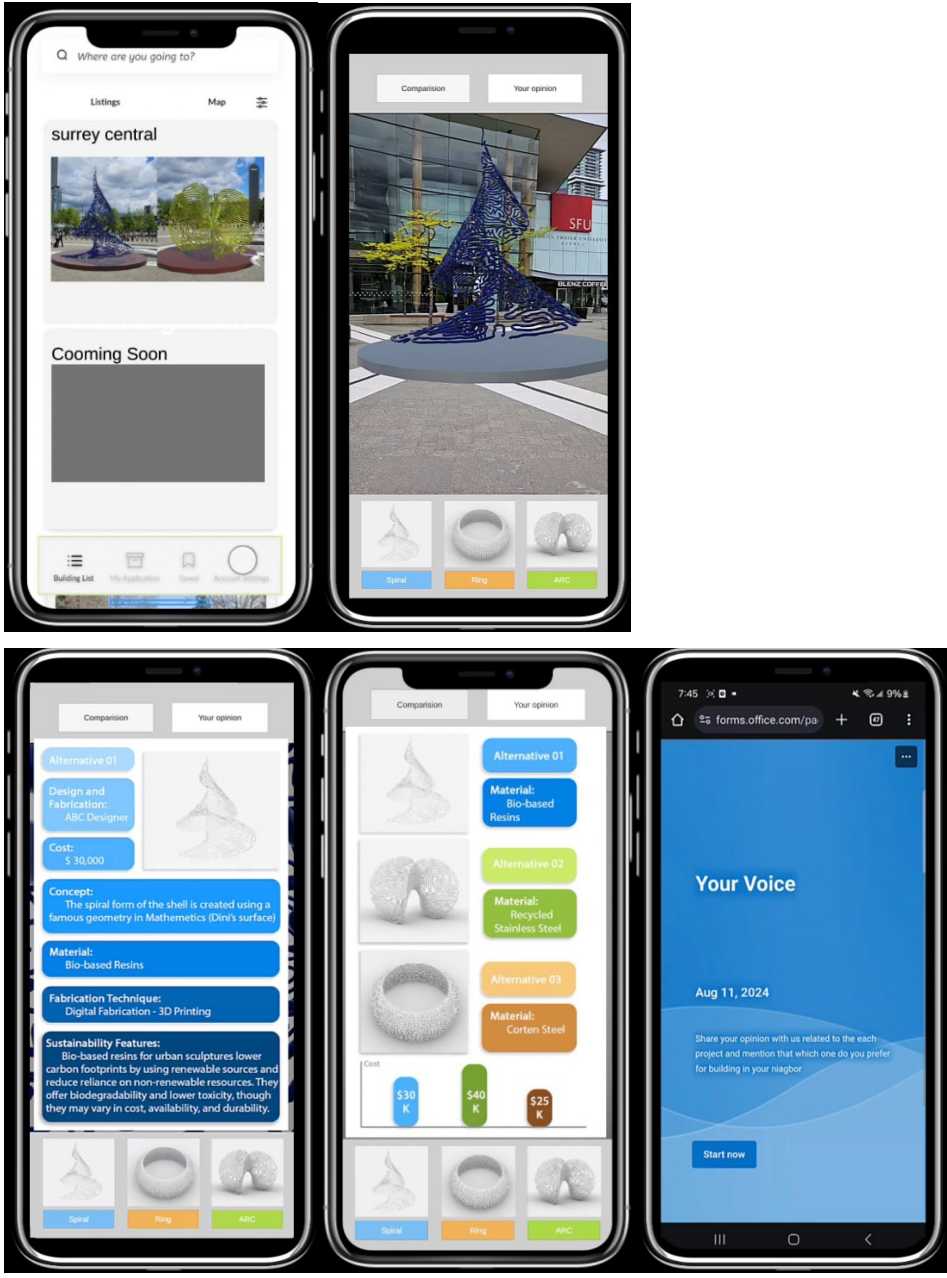 Where are you going to?
Listings Map
surrey central
Cooming Soon
Building List My Application Saved Account Settings
Comparision Your opinion
SFU
SIMON FRASER UNIVERSITY
BLENZ COFFEE
Spiral Ring ARC
Comparision Your opinion
Alternative 01
Design and
Fabrication:
ABC Designer
Cost:
$ 30,000
Concept:
The spiral form of the shell is created using a
famous geometry in Mathemetics (Dini's surface)
Material:
Bio-based Resins
Fabrication Technique:
Digital Fabrication - 3D Printing
Sustainability Features:
Bio-based resins for urban sculptures lower
carbon footprints by using renewable sources and
reduce reliance on non-renewable resources. They
offer biodegradability and lower toxicity, though
they may vary in cost, availability, and durability.
Spiral Ring ARC
Comparision Your opinion
Alternative 01
Material:
Bio-based
Resins
Alternative 02
Material:
Recycled
Stainless Steel
Alternative 03
Material:
Corten Steel
Cost
$30
K
$40
K
$25
K
Spiral Ring ARC
7:45 9%
forms.office.com/pa 47
Your Voice
Aug 11, 2024
Share your opinion with us related to the each
project and mention that which one do you prefer
for building in your niagbor
Start now